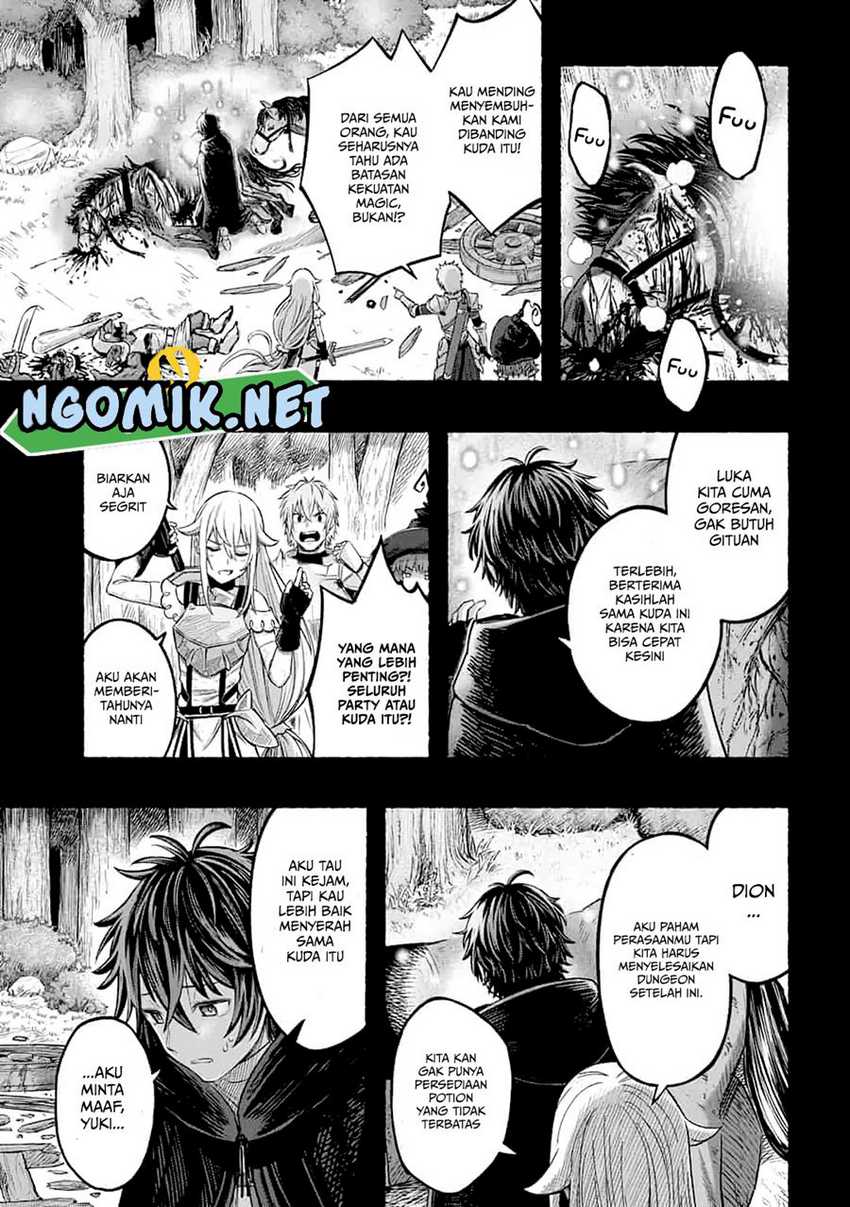 FUU
FUU
FUU
KAU MENDING
MENYEMBUH-
KAN KAMI
DIBANDING
KUDA ITU!
DARI SEMUA
ORANG, KAU
SEHARUSNYA
TAHU ADA
BATASAN
KEKUATAN
MAGIC,
BUKAN!?
NGOMIK.NET
LUKA
KITA CUMA
GORESAN,
GAK BUTUH
GITUAN
TERLEBIH,
BERTERIMA
KASIHLAH
SAMA KUDA INI
KARENA KITA
BISA CEPAT
KESINI
YANG MANA
YANG LEBIH
PENTING?!
SELURUH
PARTY ATAU
KUDA ITU?!
BIARKAN
AJA
SEGRIT
AKU AKAN
MEMBERI-
TAHUNYA
NANTI
DION
...
AKU PAHAM
PERASAANMU TAPI
KITA HARUS
MENYELESAIKAN
DUNGEON
SETELAH INI.
KITA KAN
GAK PUNYA
PERSEDIAAN
POTION
YANG TIDAK
TERBATAS
AKU TAU
INI KEJAM,
TAPI KAU
LEBIH BAIK
MENYERAH
SAMA
KUDA ITU
...AKU
MINTA
MAAF,
YUKI...